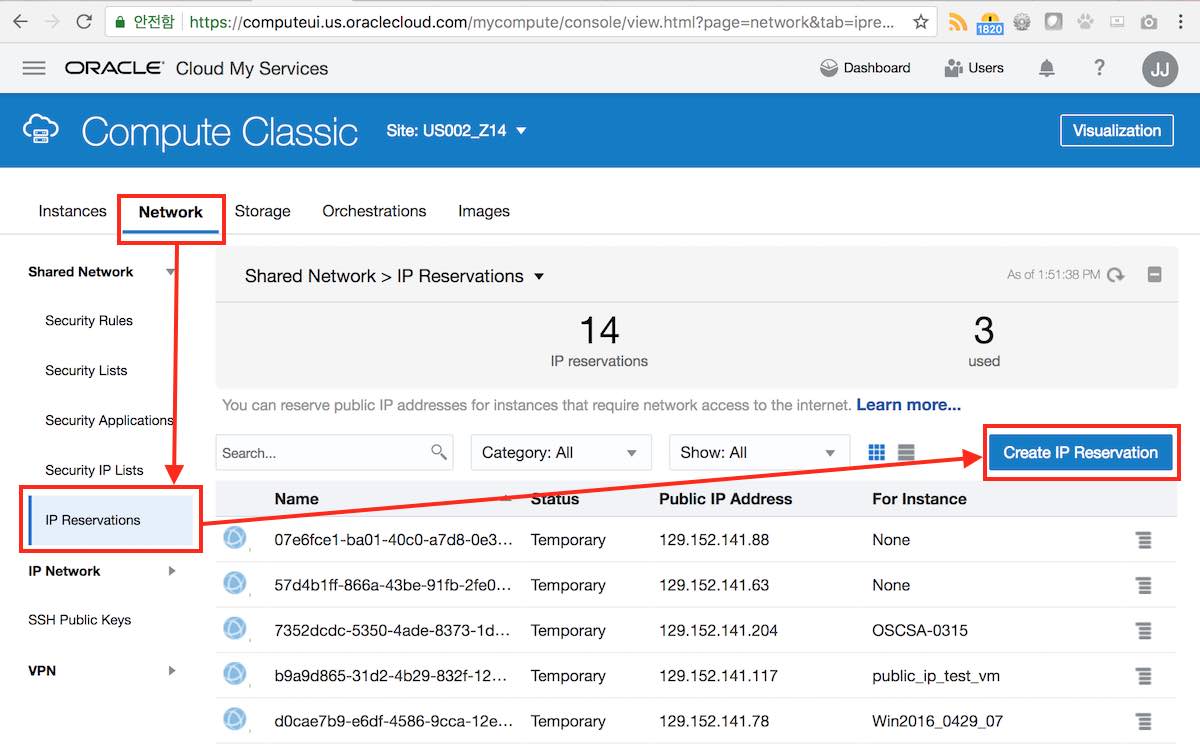 안전함 https://computeui.us.oraclecloud.com/mycompute/console/view.html?page=network&tab=ipre...
1820
ORACLE Cloud My Services Dashboard Users ? JJ
Compute Classic Site: US002_Z14 Visualization
Instances Network Storage Orchestrations Images
Shared Network
Security Rules
Security Lists
Security Applications
Security IP Lists
IP Reservations
IP Network
SSH Public Keys
VPN
Shared Network > IP Reservations As of 1:51:38 PM
14 3
IP reservations used
You can reserve public IP addresses for instances that require network access to the internet. Learn more...
Search... Category: All Show: All Create IP Reservation
Name Status Public IP Address For Instance
07e6fce1-ba01-40c0-a7d8-0e3... Temporary 129.152.141.88 None
57d4b1ff-866a-43be-91fb-2fe0... Temporary 129.152.141.63 None
7352dcdc-5350-4ade-8373-1d... Temporary 129.152.141.204 OSCSA-0315
b9a9d865-31d2-4b29-832f-12... Temporary 129.152.141.117 public_ip_test_vm
d0cae7b9-e6df-4586-9cca-12e... Temporary 129.152.141.78 Win2016_0429_07